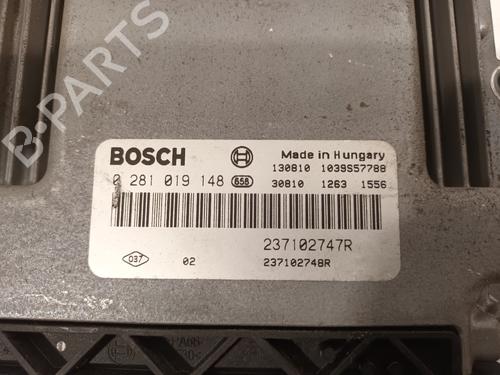 B-PARTS
BOSCH
Made in Hungary
130810 1039S57788
0 281 019 148 656 30810 1263 1556
237102747R
037 02 237102748R